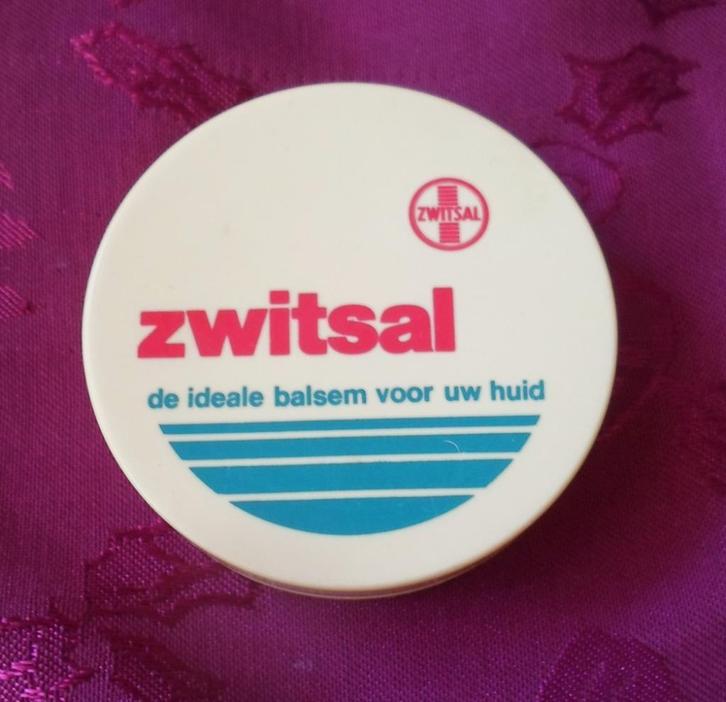 ZWITSAL
zwitsal
de ideale balsem voor uw huid